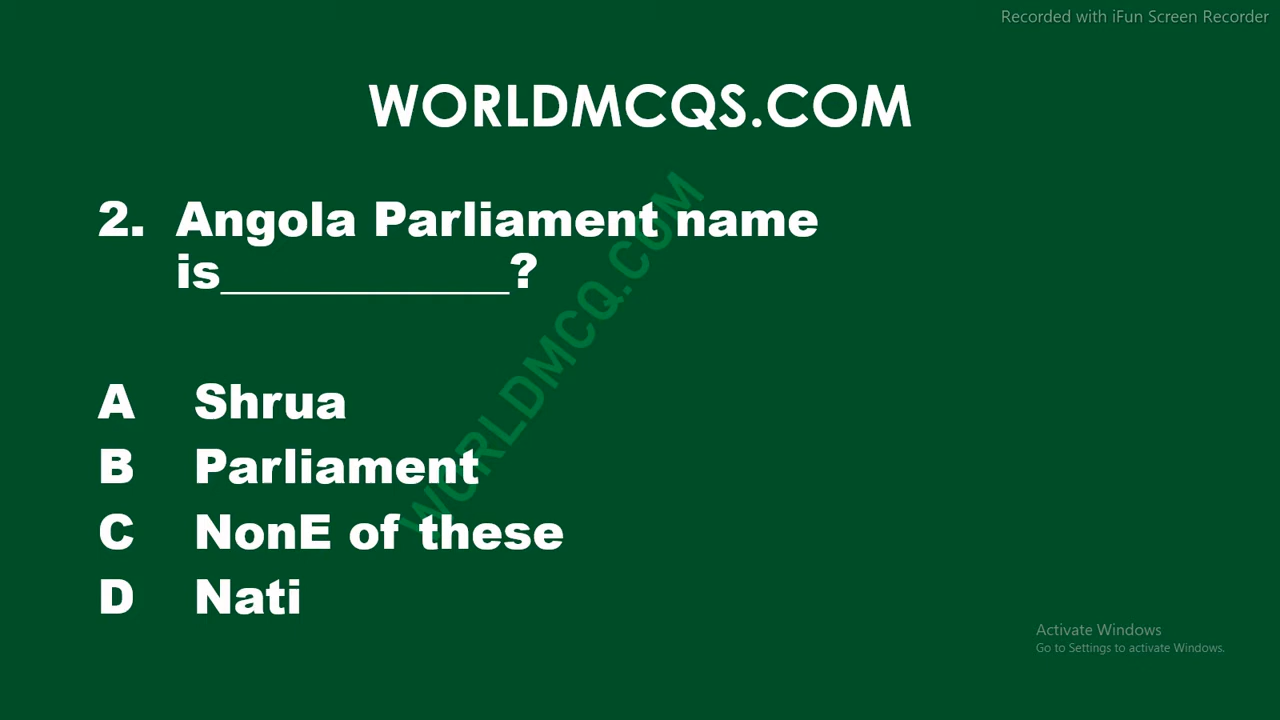 Recorded with iFun Screen Recorder
WORLDMCQS.COM
2. Angola Parliament name
is____________?
WORLDMCQ.COM
A Shrua
B Parliament
C NonE of these
D Nati
Activate Windows
Go to Settings to activate Windows.